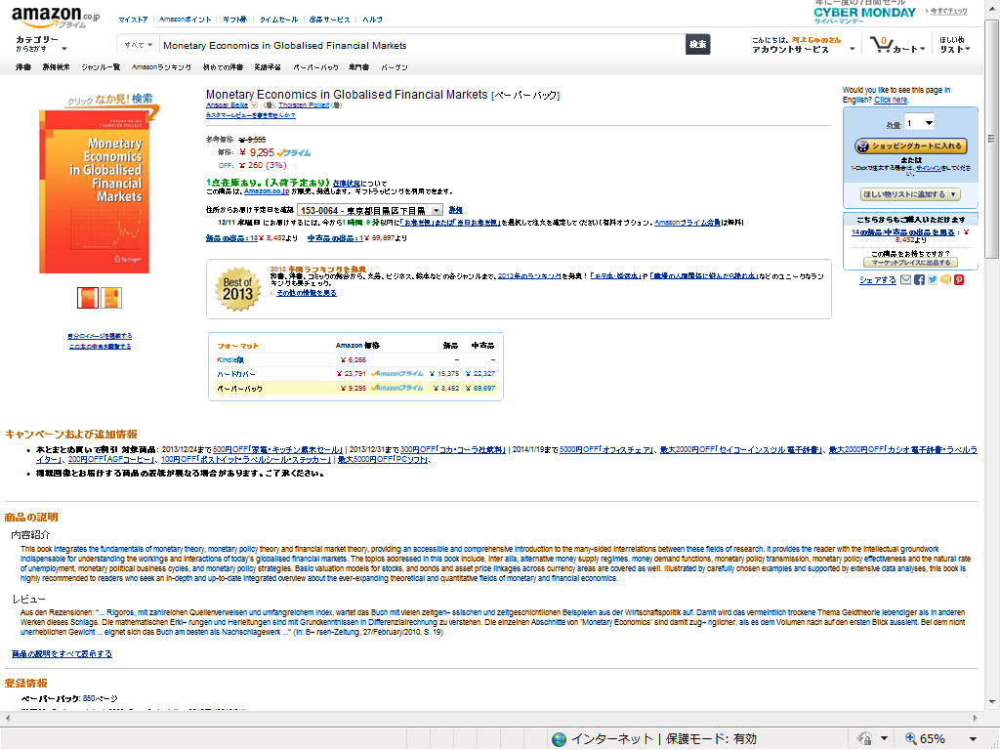 amazon.co.jp
プライム
マイストア | Amazonポイント | ギフト券 | タイムセール | 出品サービス | ヘルプ
年に一度の7日間セール
CYBER MONDAY
サイバーマンデー
今すぐチェック
カテゴリー
からさがす
すべて
Monetary Economics in Globalised Financial Markets
検索
アカウントサービス
0
カート
ほしい物
リスト
洋書 詳細検索 ジャンル一覧 Amazonランキング 初めての洋書 英語学習 ペーパーバック 専門書 バーゲン
クリック なか見!検索
ANSGAR BELKE
THORSTEN POLLEIT
Monetary
Economics
in Globalised
Financial
Markets
Springer
自分のイメージを掲載する
この本の中身を閲覧する
Monetary Economics in Globalised Financial Markets [ペーパーバック]
Ansgar Belke (著), Thorsten Polleit (著)
カスタマーレビューを書きませんか?
参考価格: ¥ 9,555
価格: ¥ 9,295 プライム
OFF: ¥ 260 (3%)
1点在庫あり。(入荷予定あり) 在庫状況について
この商品は、Amazon.co.jp が販売、発送します。 ギフトラッピングを利用できます。
住所からお届け予定日を確認 153-0064 - 東京都目黒区下目黒 詳細
12/11 水曜日 にお届けするには、今から1 時間 9 分以内に「お急ぎ便」または「当日お急ぎ便」を選択して注文を確定してください(有料オプション。Amazonプライム会員は無料)
新品の出品:18¥ 8,452より 中古品の出品:1¥ 69,697より
Best of
2013
2013 年間ランキングを発表
和書、洋書、コミックの総合から、文芸、ビジネス、絵本などの各ジャンルまで、2013年のランキングを発表!
などのユニークなランキングも要チェック。
その他の情報を見る
フォーマット Amazon 価格 新品 中古品
Kindle版 ¥ 6,266 – –
ハードカバー ¥ 23,791 Amazonプライム ¥ 15,375 ¥ 22,327
ペーパーバック ¥ 9,295 Amazonプライム ¥ 8,452 ¥ 69,697
Would you like to see this page in
English? Click here.
数量: 1
ショッピングカートに入れる
または
1-Clickで注文する場合は、サインインをしてください。
ほしい物リストに追加する
こちらからもご購入いただけます
14の新品/中古品の出品を見る: ¥
8,452より
この商品をお持ちですか?
マーケットプレイスに出品する
シェアする
キャンペーンおよび追加情報
本とまとめ買いで割引 対象商品: 2013/12/24まで500円OFF「家電・キッチン歳末セール」 | 2013/12/31まで300円OFF「コカ・コーラ社飲料」 | 2014/1/19まで5000円OFF「オフィスチェア」、最大2000円OFF「セイコーインスツル 電子辞書」、最大2000円OFF「カシオ 電子辞書・ラベルラ
イター」、200円OFF「AGFコーヒー」、100円OFF「ポストイット・ラベルシール・ステッカー」 | 最大5000円OFF「PCソフト」、
掲載画像とお届けする商品の表紙が異なる場合があります。ご了承ください。
商品の説明
内容紹介
This book integrates the fundamentals of monetary theory, monetary policy theory and financial market theory, providing an accessible and comprehensive introduction to the many-sided interrelations between these fields of research. It provides the reader with the intellectual groundwork
indispensable for understanding the workings and interactions of today's globalised financial markets. The topics addressed in this book include, inter alia, alternative money supply regimes, money demand functions, monetary policy transmission, monetary policy effectiveness and the natural rate
of unemployment, monetary political business cycles, and monetary policy strategies. Basic valuation models for stocks, and bonds and asset price linkages across currency areas are covered as well. Illustrated by carefully chosen examples and supported by extensive data analyses, this book is
highly recommended to readers who seek an in-depth and up-to-date integrated overview about the ever-expanding theoretical and quantitative fields of monetary and financial economics.
レビュー
Aus den Rezensionen: "... Rigoros, mit zahlreichen Quellenverweisen und umfangreichem Index, wartet das Buch mit vielen zeitgen÷ ssischen und zeitgeschichtlichen Beispielen aus der Wirtschaftspolitik auf. Damit wird das vermeintlich trockene Thema Geldtheorie lebendiger als in anderen
Werken dieses Schlags. Die mathematischen Erkl÷ rungen und Herleitungen sind mit Grundkenntnissen in Differenzialrechnung zu verstehen. Die einzelnen Abschnitte von 'Monetary Economics' sind damit zug÷ nglicher, als es dem Volumen nach auf den ersten Blick aussieht. Bei dem nicht
unerheblichen Gewicht ... eignet sich das Buch am besten als Nachschlagewerk ..." (in: B÷ rsen-Zeitung, 27/February/2010, S. 19)
商品の説明をすべて表示する
登録情報
ペーパーバック: 850ページ
インターネット | 保護モード: 有効
65%